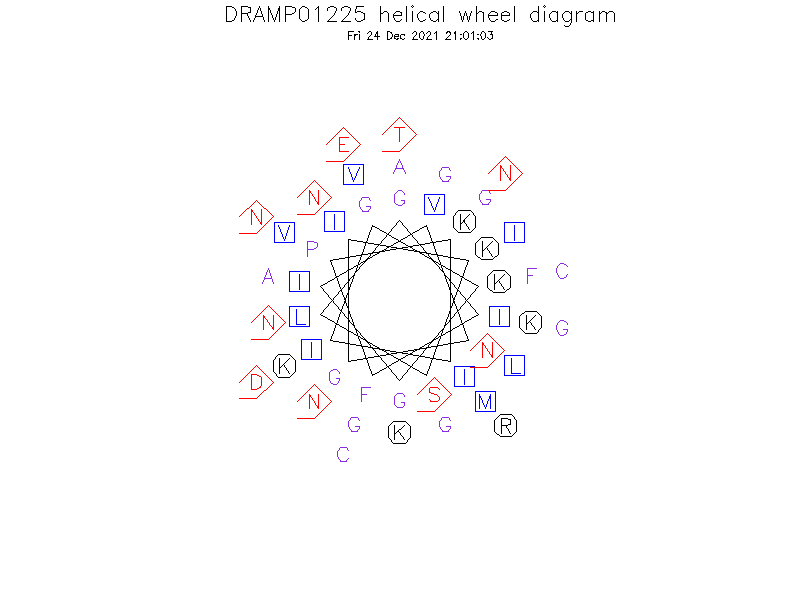 DRAMP01225 helical wheel diagram
Fri 24 Dec 2021 21:01:03
E T
V A G N
N G G V G
N I K
V I
P K
A I K F C
N L I K G
I N
K L
D G I
N F G S M
G K G R
C